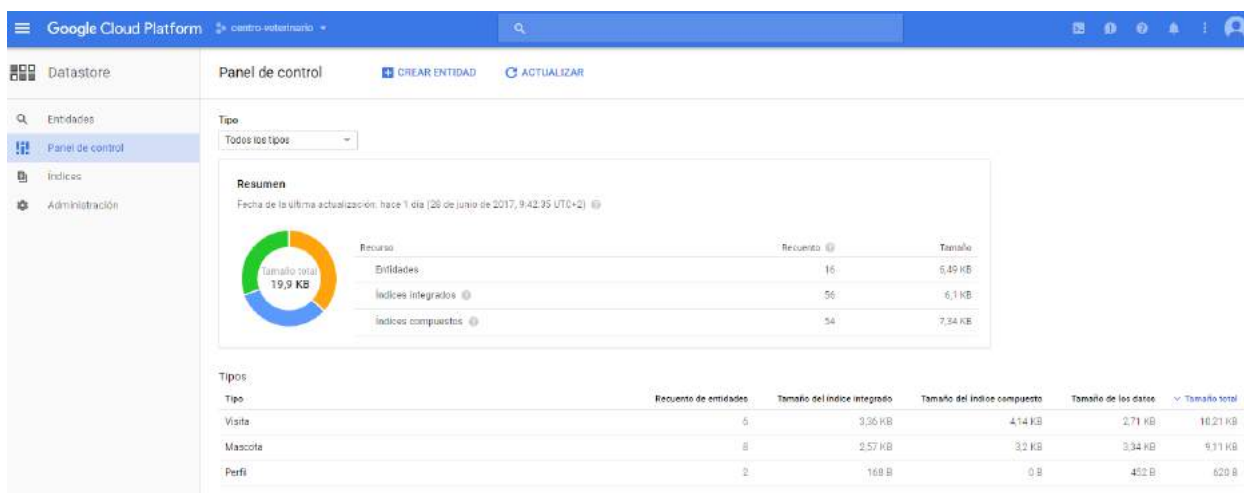 Google Cloud Platform centro-veterinario
Datastore Panel de control CREAR ENTIDAD ACTUALIZAR
Entidades
Panel de control
Índices
Administración
Tipo
Todos los tipos
Resumen
Fecha de la última actualización: hace 1 día (28 de junio de 2017, 9:42:35 UTC+2)
Tamaño total
19,9 KB
Recurso Recuento Tamaño
Entidades 16 6,49 KB
Índices integrados 56 6,1 KB
Índices compuestos 54 7,34 KB
Tipos
Tipo Recuento de entidades Tamaño del índice integrado Tamaño del índice compuesto Tamaño de los datos Tamaño total
Visita 6 3,36 KB 4,14 KB 2,71 KB 10,21 KB
Mascota 8 2,57 KB 3,2 KB 3,34 KB 9,11 KB
Perfil 2 168 B 0 B 452 B 620 B